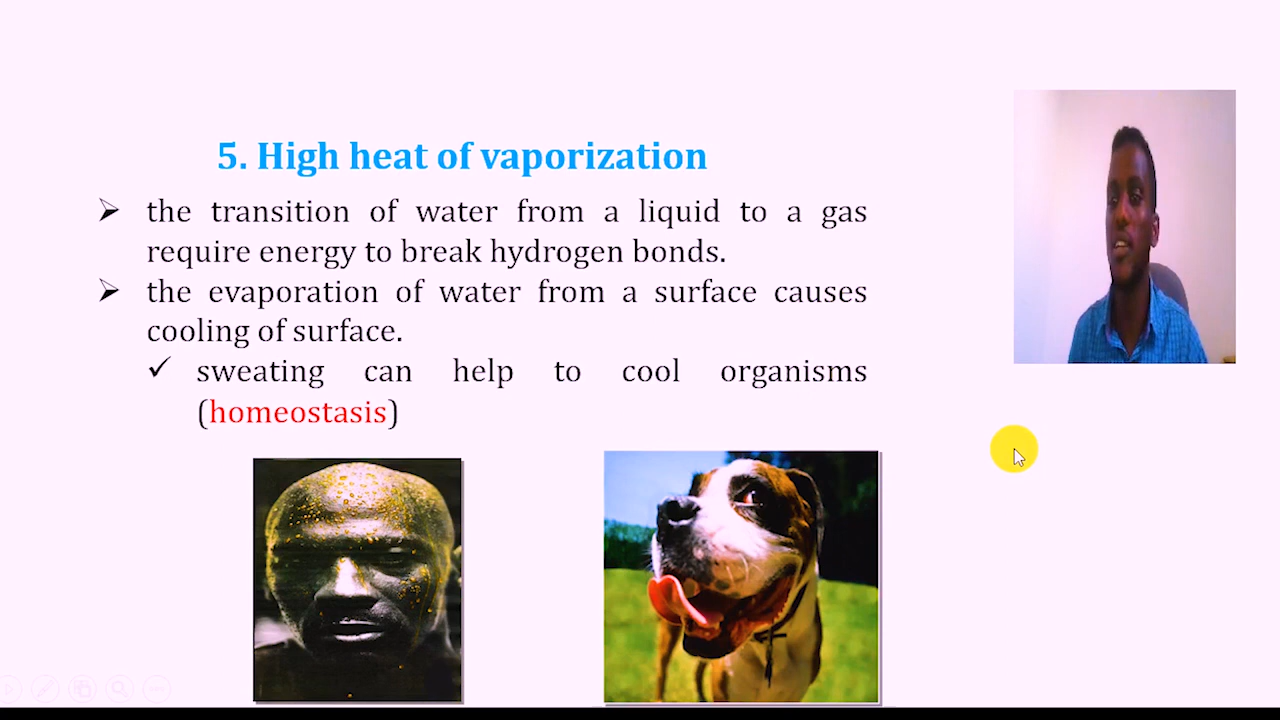 5. High heat of vaporization
➢ the transition of water from a liquid to a gas
require energy to break hydrogen bonds.
➢ the evaporation of water from a surface causes
cooling of surface.
✓ sweating can help to cool organisms
(homeostasis)